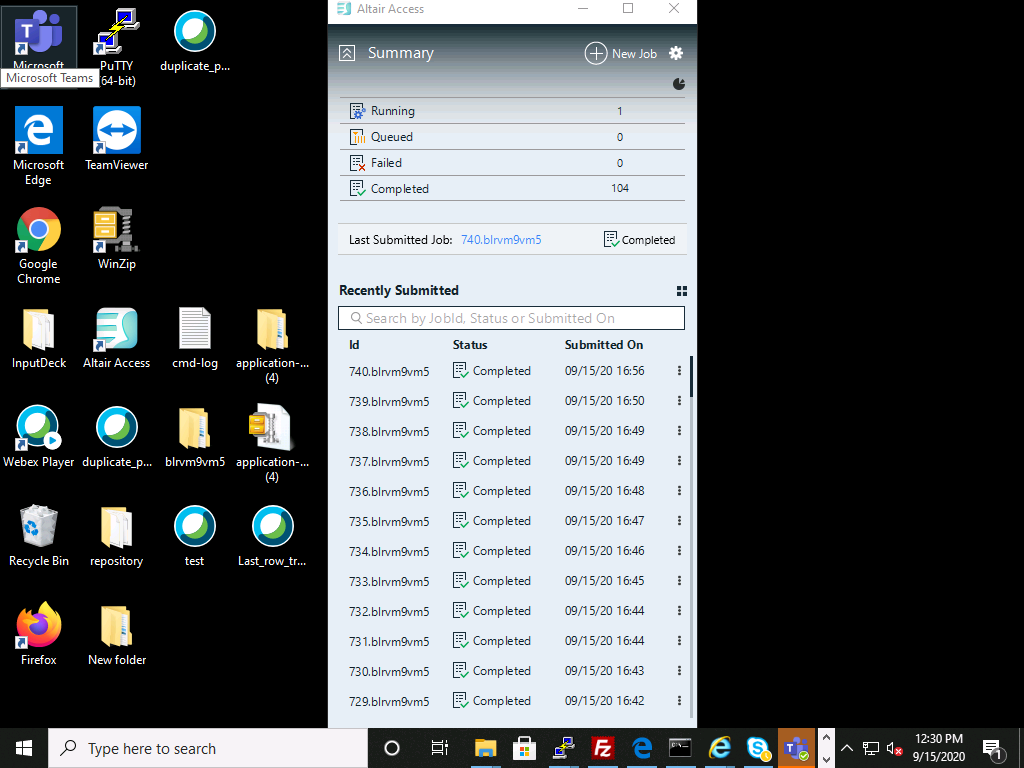 Microsoft
Microsoft Teams
PuTTY
(64-bit)
duplicate_p...
Microsoft
Edge
TeamViewer
Google
Chrome
WinZip
InputDeck
Altair Access
cmd-log
application-...
(4)
Webex Player
duplicate_p...
blrvm9vm5
application-...
(4)
Recycle Bin
repository
test
Last_row_tr...
Firefox
New folder
Altair Access
Summary
New Job
Running 1
Queued 0
Failed 0
Completed 104
Last Submitted Job: 740.blrvm9vm5 Completed
Recently Submitted
Search by JobId, Status or Submitted On
Id Status Submitted On
740.blrvm9vm5 Completed 09/15/20 16:56
739.blrvm9vm5 Completed 09/15/20 16:50
738.blrvm9vm5 Completed 09/15/20 16:49
737.blrvm9vm5 Completed 09/15/20 16:49
736.blrvm9vm5 Completed 09/15/20 16:48
735.blrvm9vm5 Completed 09/15/20 16:47
734.blrvm9vm5 Completed 09/15/20 16:46
733.blrvm9vm5 Completed 09/15/20 16:45
732.blrvm9vm5 Completed 09/15/20 16:44
731.blrvm9vm5 Completed 09/15/20 16:44
730.blrvm9vm5 Completed 09/15/20 16:43
729.blrvm9vm5 Completed 09/15/20 16:42
Type here to search
12:30 PM
9/15/2020
1